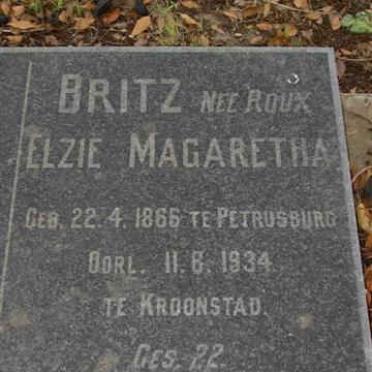 BRITZ NEE ROUX
ELZIE MAGARETHA
GEB. 22.4.1866 TE PETRUSBURG
OORL. 11.6.1934
TE KROONSTAD.
GES. 22.